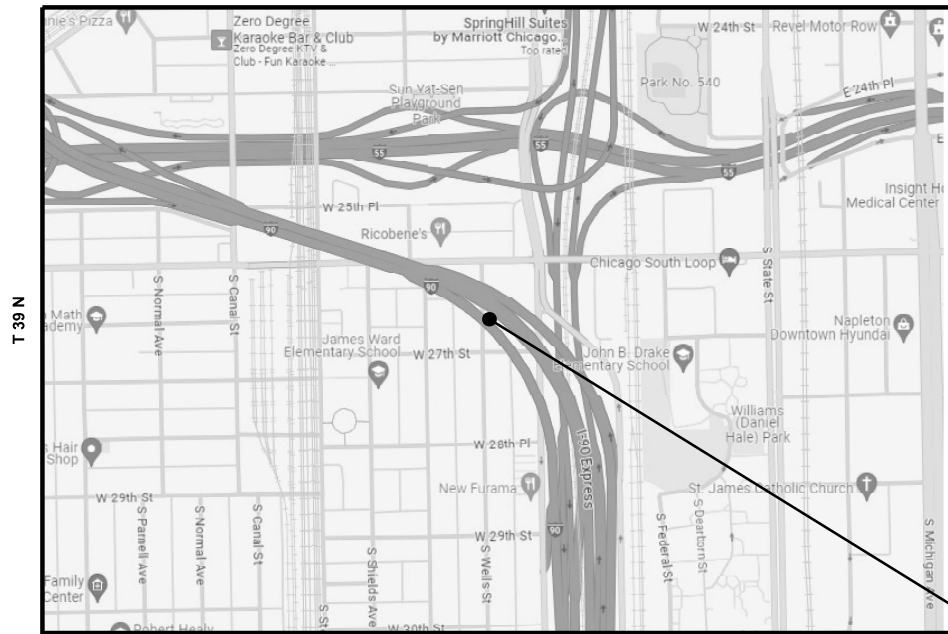 nie's Pizza
Zero Degree
Karaoke Bar & Club
Zero Degree KTV &
Club - Fun Karaoke ...
SpringHill Suites
by Marriott Chicago...
Top rated
W 24th St
Revel Motor Row
Park No. 540
E 24th Pl
Sun Yat-Sen
Playground
Park
55
55
55
E
Insight Ho
Medical Center
W 25th Pl
90
Ricobene's
Chicago South Loop
S State St
90
S Normal Ave
S Canal St
T 39 N
Math
ademy
James Ward
Elementary School
W 27th St
John B. Drake
Elementary School
Napleton
Downtown Hyundai
Williams
(Daniel
Hale) Park
s Hair
Shop
W 28th Pl
I-90 Express
New Furama
St. James Catholic Church
W 29th St
S Parnell Ave
S Normal Ave
S Canal St
S Shields Ave
S Wells St
W 29th St
90
S Federal St
S Dearborn St
S Michigan Ave
Family
Center
S St
Robert Healy
W 30th St